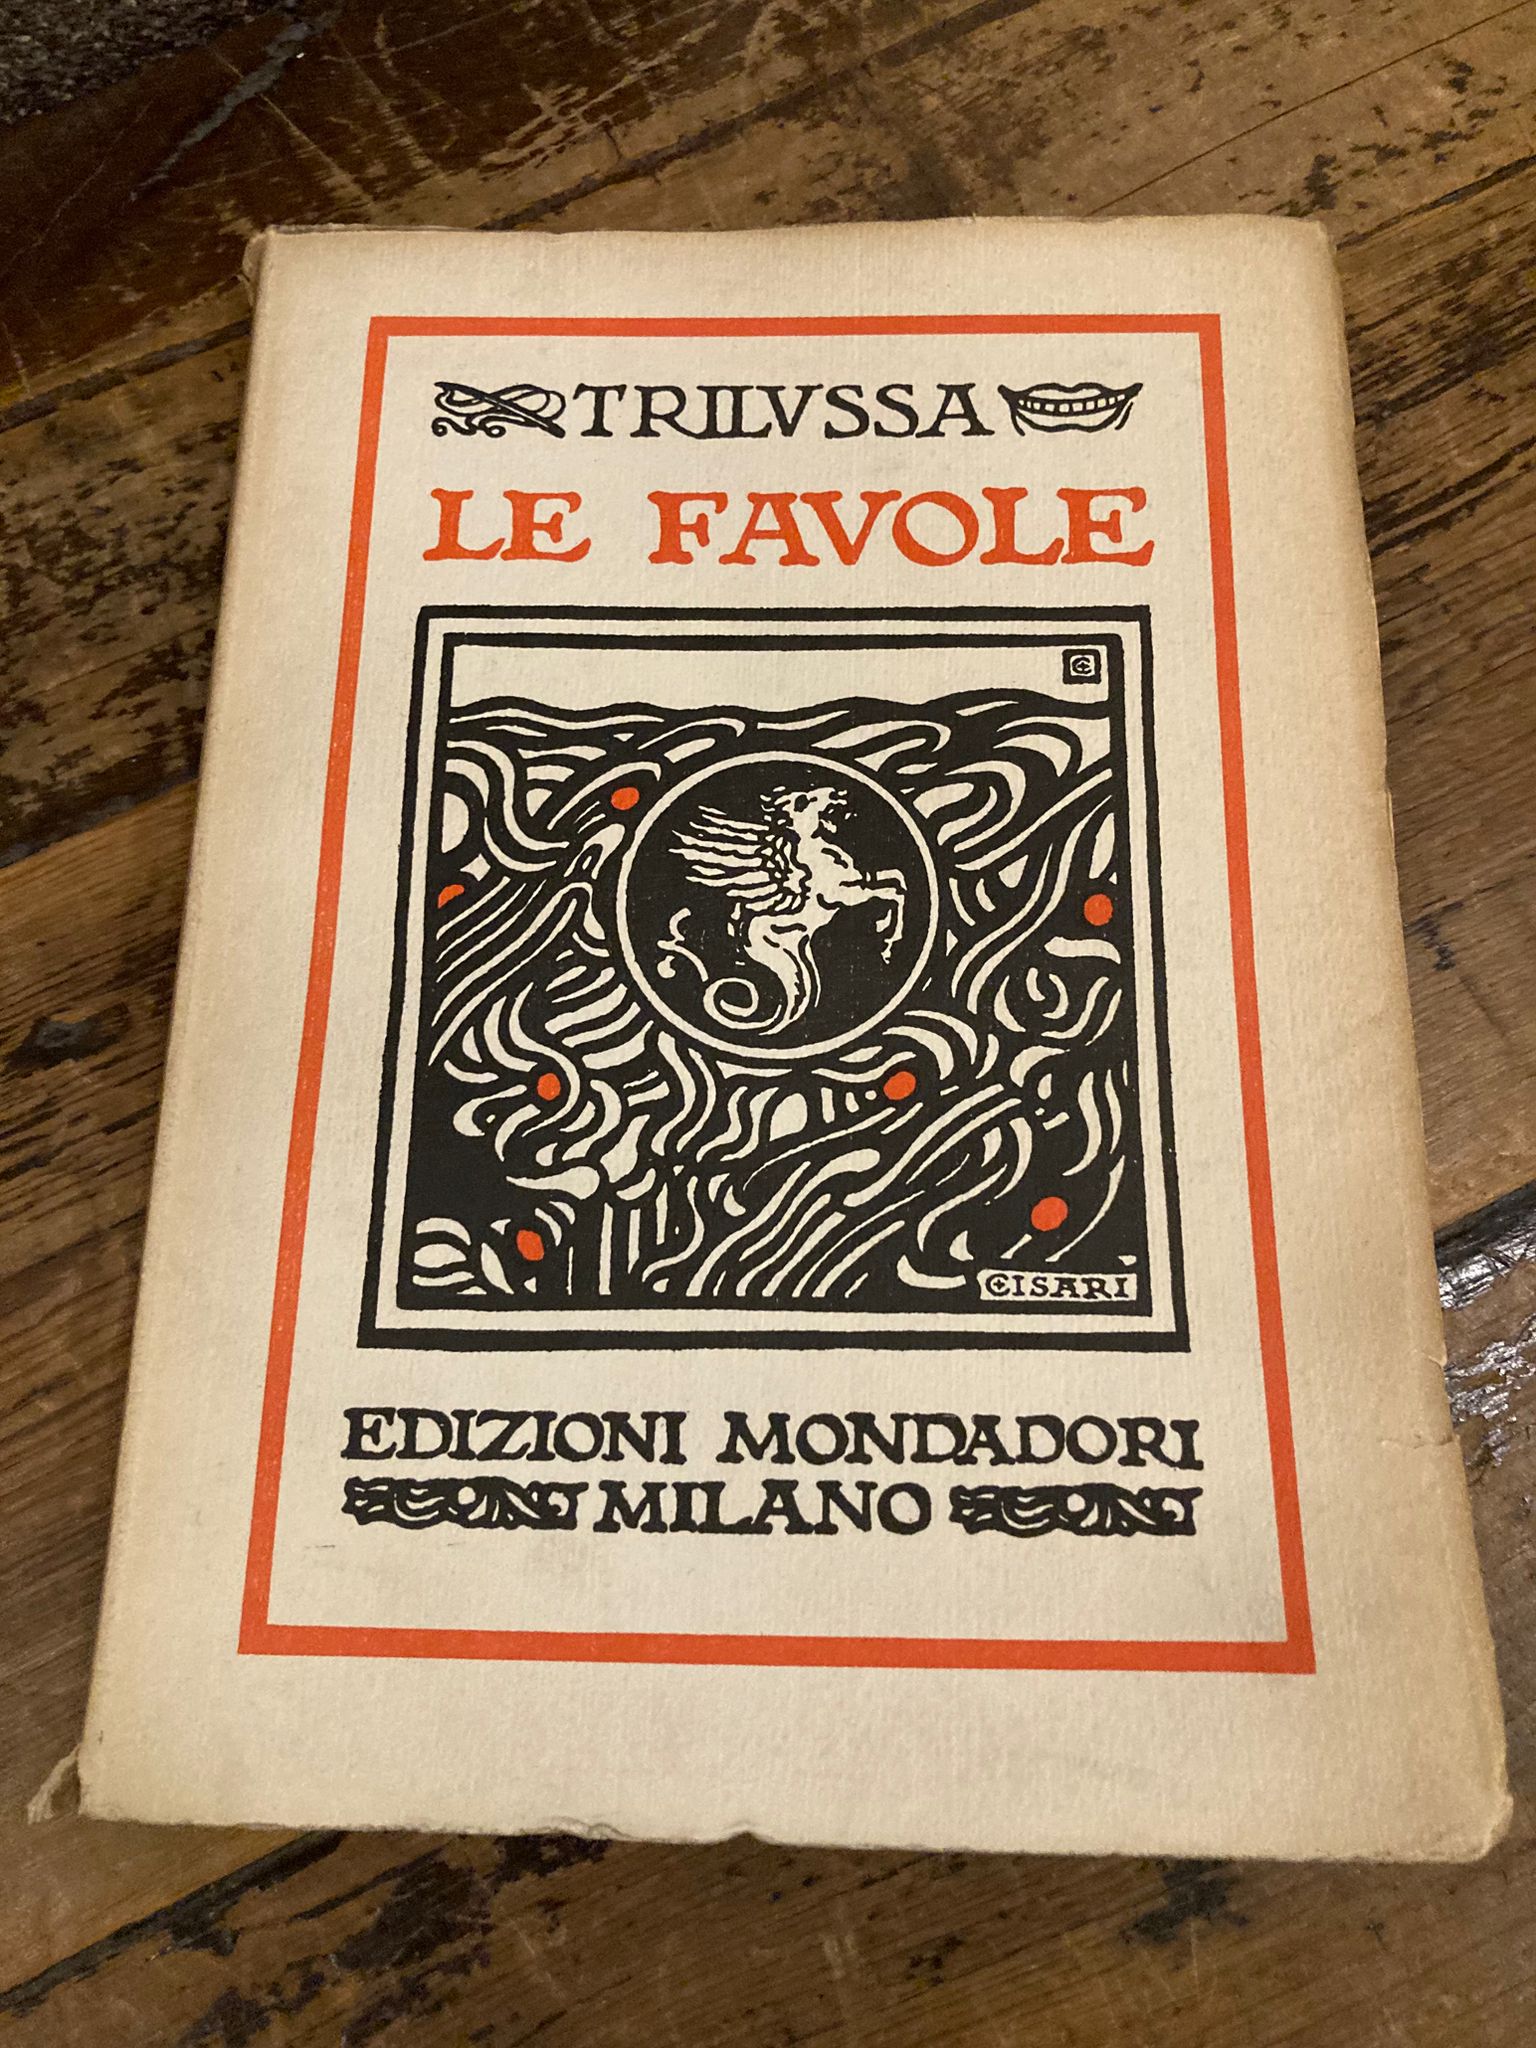 TRILVSSA
LE FAVOLE
CISARI
EDIZIONI MONDADORI
MILANO